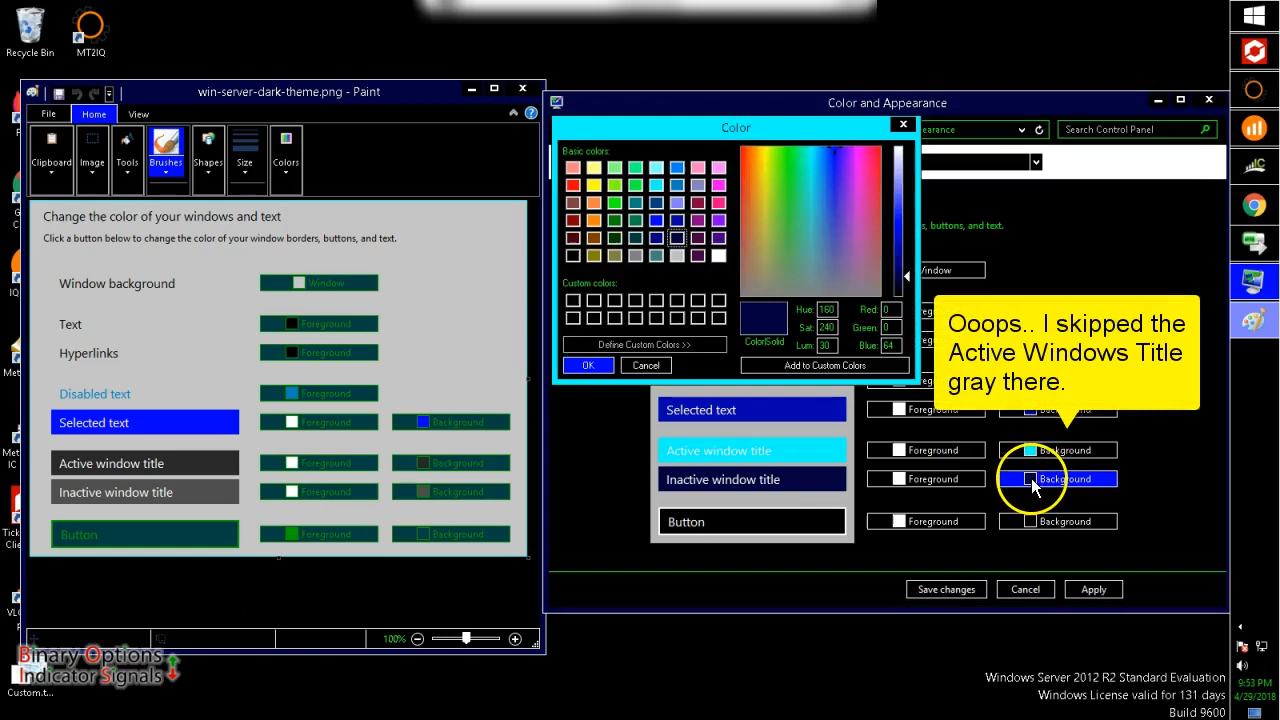 Recycle Bin
MT2IQ
win-server-dark-theme.png - Paint
File
Home
View
Clipboard
Image
Tools
Brushes
Shapes
Size
Colors
Change the color of your windows and text
Click a button below to change the color of your window borders, buttons, and text.
Window background
Window
Text
Foreground
Hyperlinks
Foreground
Disabled text
Foreground
Selected text
Foreground
Background
Active window title
Foreground
Background
Inactive window title
Foreground
Background
Button
Foreground
Background
100%
Color and Appearance
earance
Search Control Panel
Color
Basic colors:
Custom colors:
Define Custom Colors >>
OK
Cancel
Color|Solid
Hue: 160
Sat: 240
Lum: 30
Red: 0
Green: 0
Blue: 64
Add to Custom Colors
s, buttons, and text.
Window
Ooops.. I skipped the
Active Windows Title
gray there.
Selected text
Foreground
Background
Active window title
Foreground
Background
Inactive window title
Foreground
Background
Button
Foreground
Background
Save changes
Cancel
Apply
Binary Options
Indicator Signals
Custom.t...
Windows Server 2012 R2 Standard Evaluation
Windows License valid for 131 days
Build 9600
9:53 PM
4/29/2018